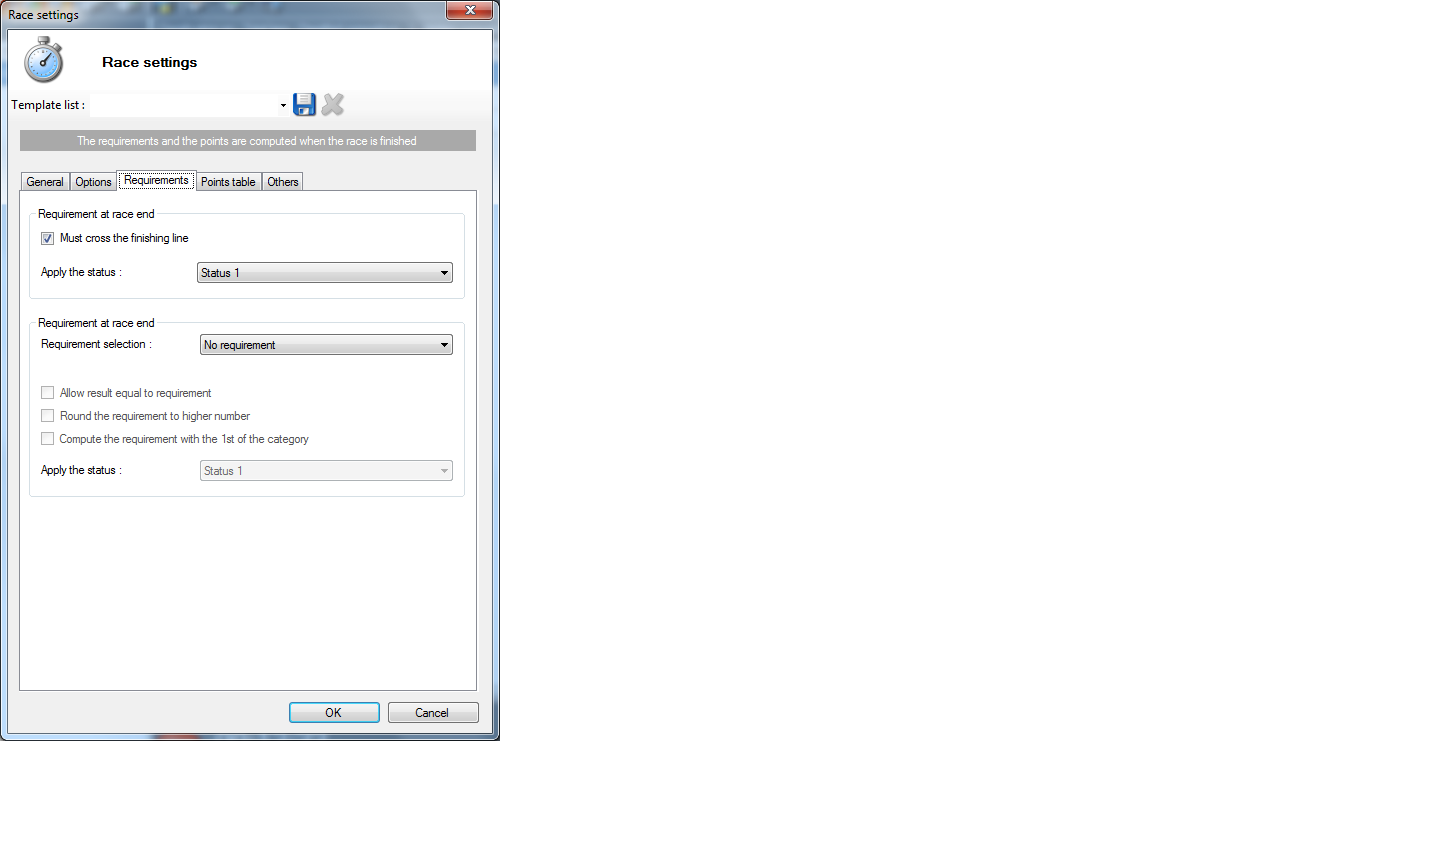 Race settings
Race settings
Template list :
The requirements and the points are computed when the race is finished
General Options Requirements Points table Others
Requirement at race end
Must cross the finishing line
Apply the status : Status 1
Requirement at race end
Requirement selection : No requirement
Allow result equal to requirement
Round the requirement to higher number
Compute the requirement with the 1st of the category
Apply the status : Status 1
OK Cancel